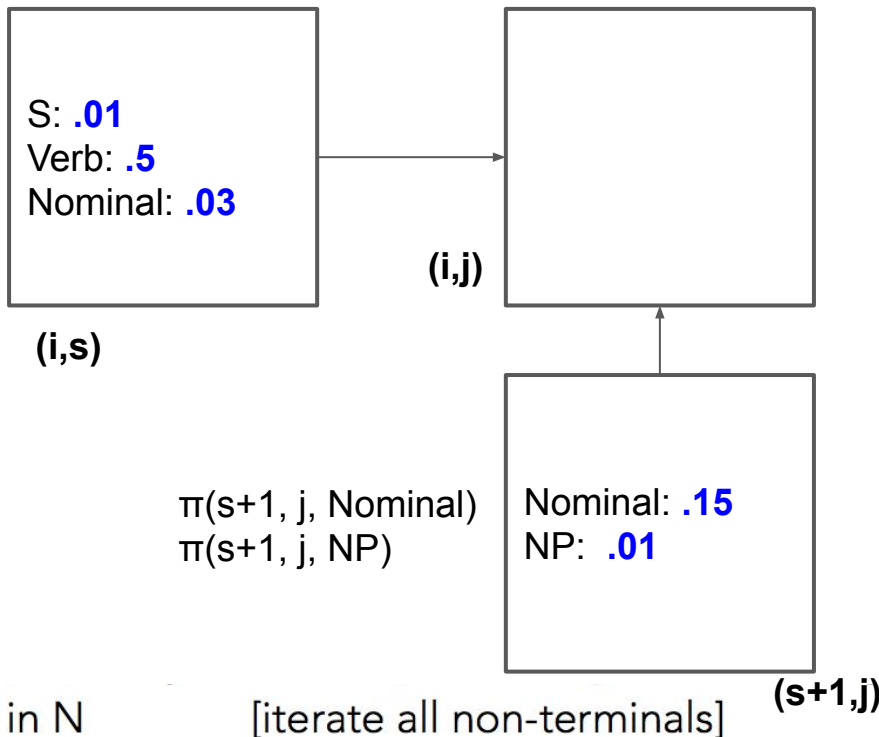 S: .01
Verb: .5
Nominal: .03
(i,j)
(i,s)
π(s+1, j, Nominal)
π(s+1, j, NP)
Nominal: .15
NP: .01
(s+1,j)
in N [iterate all non-terminals]